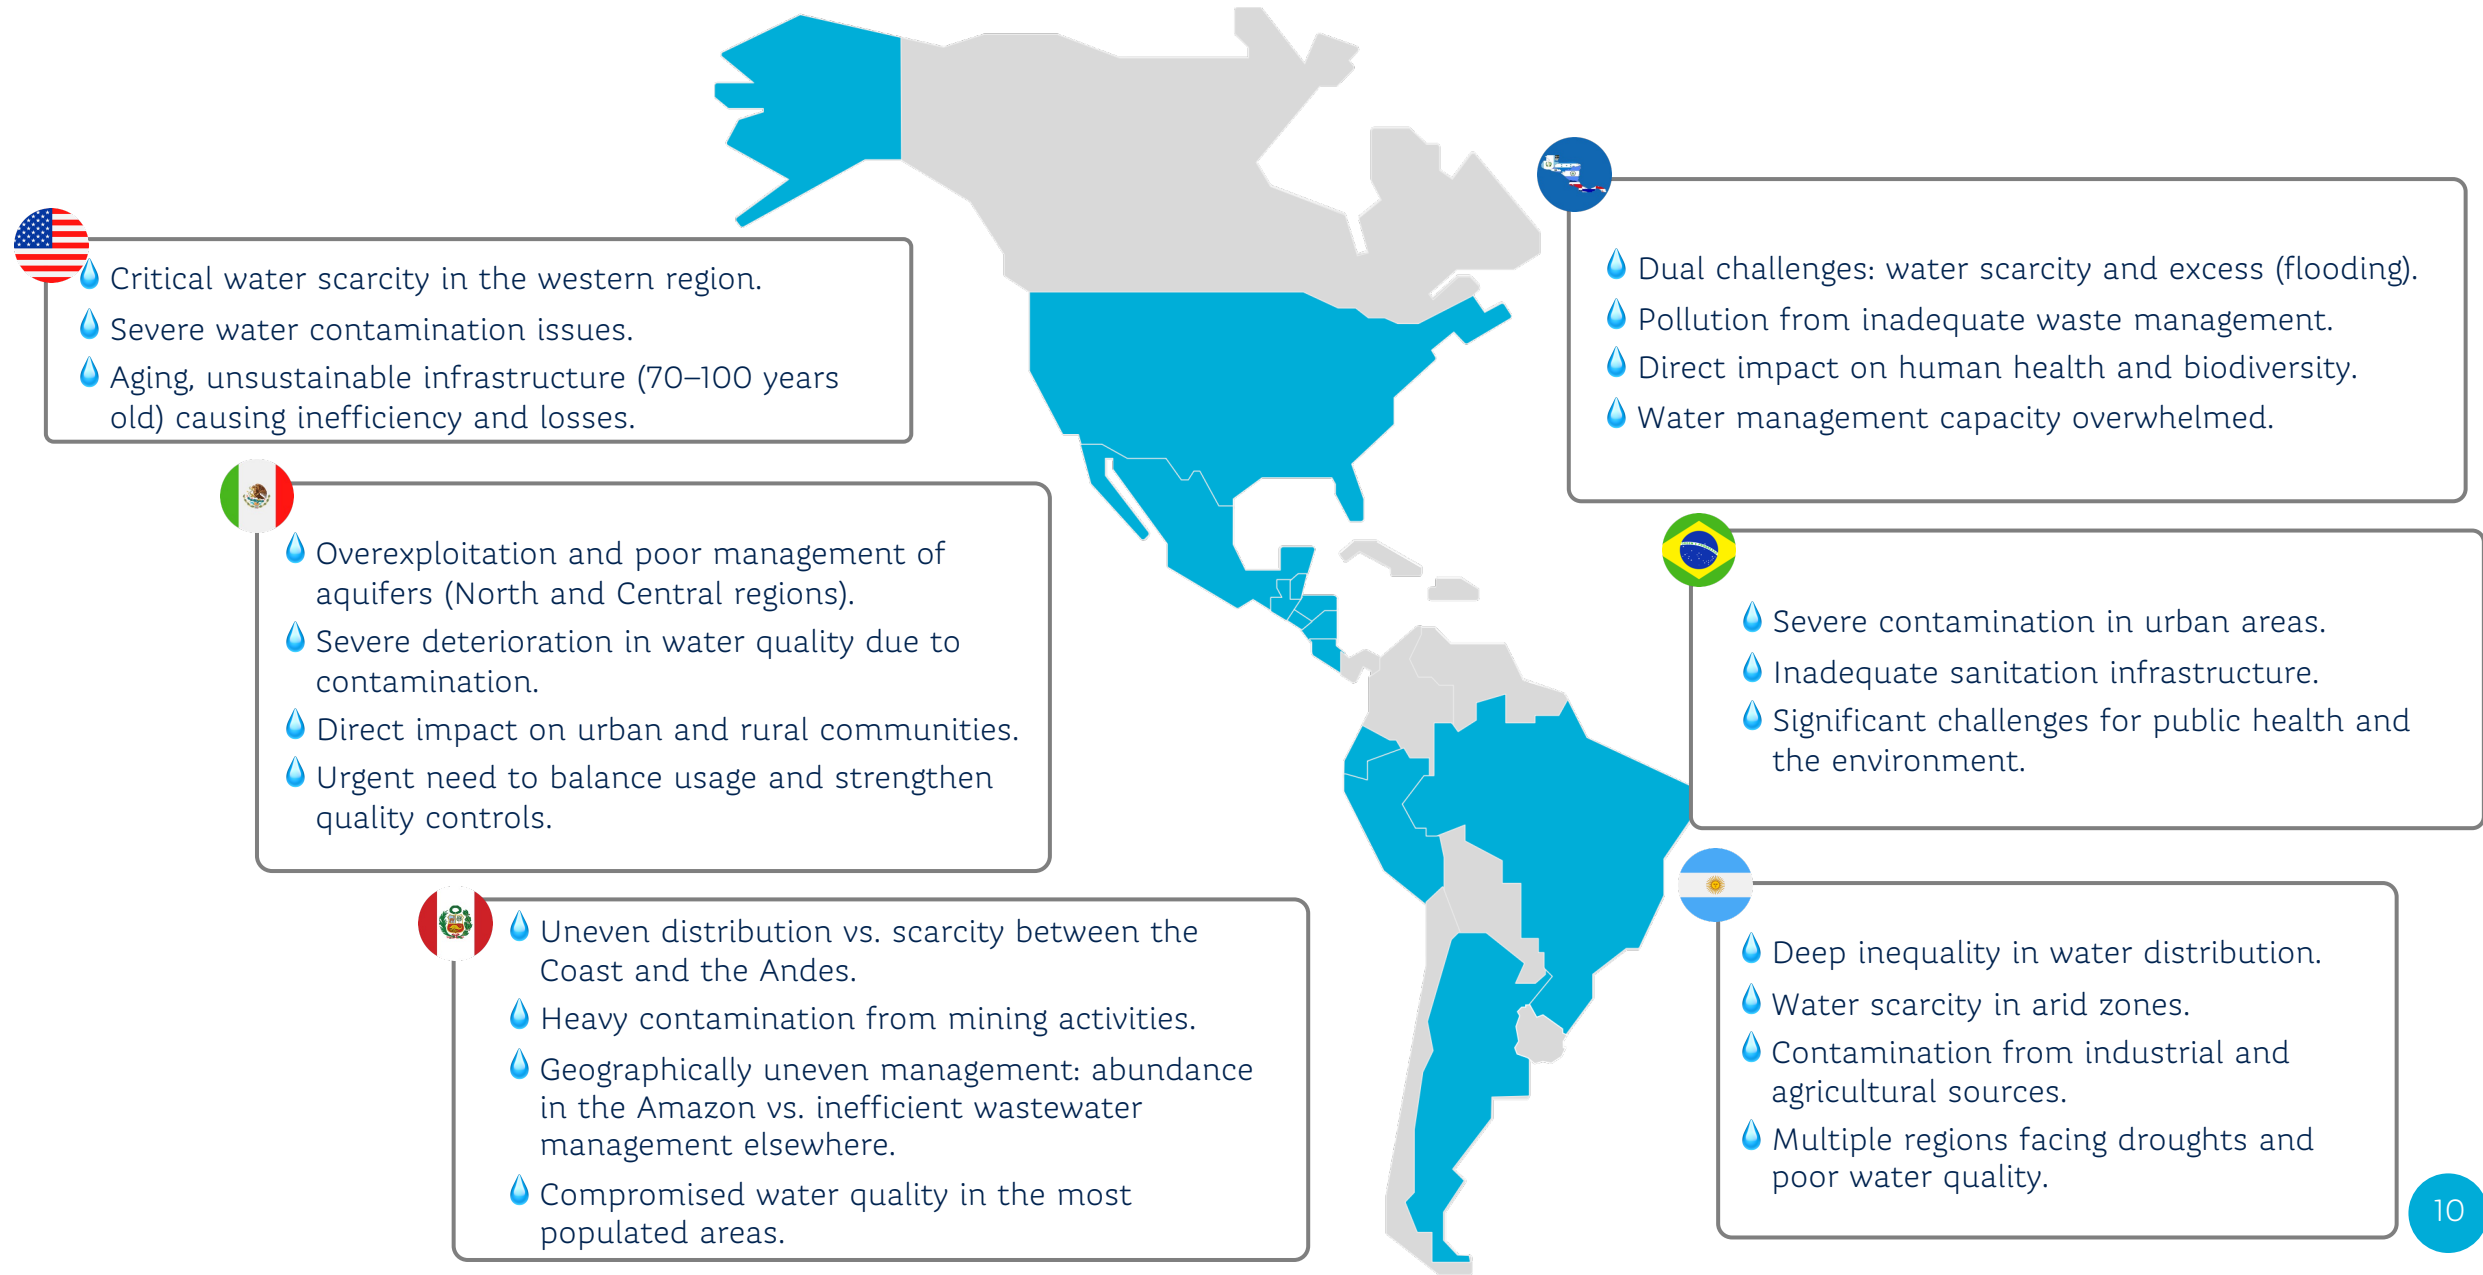 Critical water scarcity in the western region.
Severe water contamination issues.
Aging, unsustainable infrastructure (70–100 years
old) causing inefficiency and losses.
Overexploitation and poor management of
aquifers (North and Central regions).
Severe deterioration in water quality due to
contamination.
Direct impact on urban and rural communities.
Urgent need to balance usage and strengthen
quality controls.
Uneven distribution vs. scarcity between the
Coast and the Andes.
Heavy contamination from mining activities.
Geographically uneven management: abundance
in the Amazon vs. inefficient wastewater
management elsewhere.
Compromised water quality in the most
populated areas.
Dual challenges: water scarcity and excess (flooding).
Pollution from inadequate waste management.
Direct impact on human health and biodiversity.
Water management capacity overwhelmed.
Severe contamination in urban areas.
Inadequate sanitation infrastructure.
Significant challenges for public health and
the environment.
Deep inequality in water distribution.
Water scarcity in arid zones.
Contamination from industrial and
agricultural sources.
Multiple regions facing droughts and
poor water quality.
10